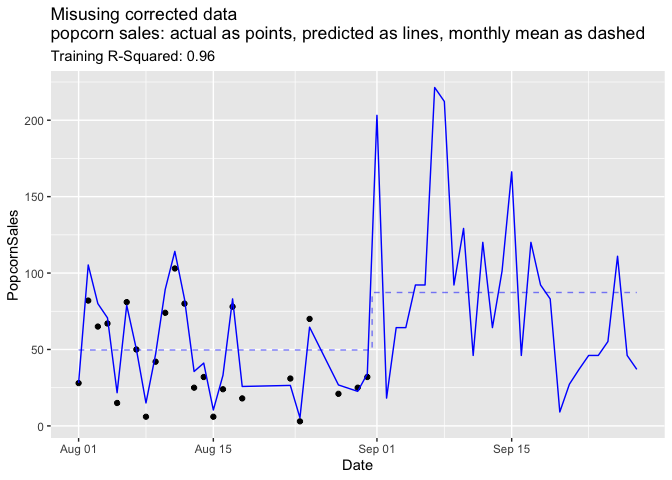 Misusing corrected data
popcorn sales: actual as points, predicted as lines, monthly mean as dashed
Training R-Squared: 0.96
PopcornSales
200
150
100
50
0
Aug 01
Aug 15
Sep 01
Sep 15
Date